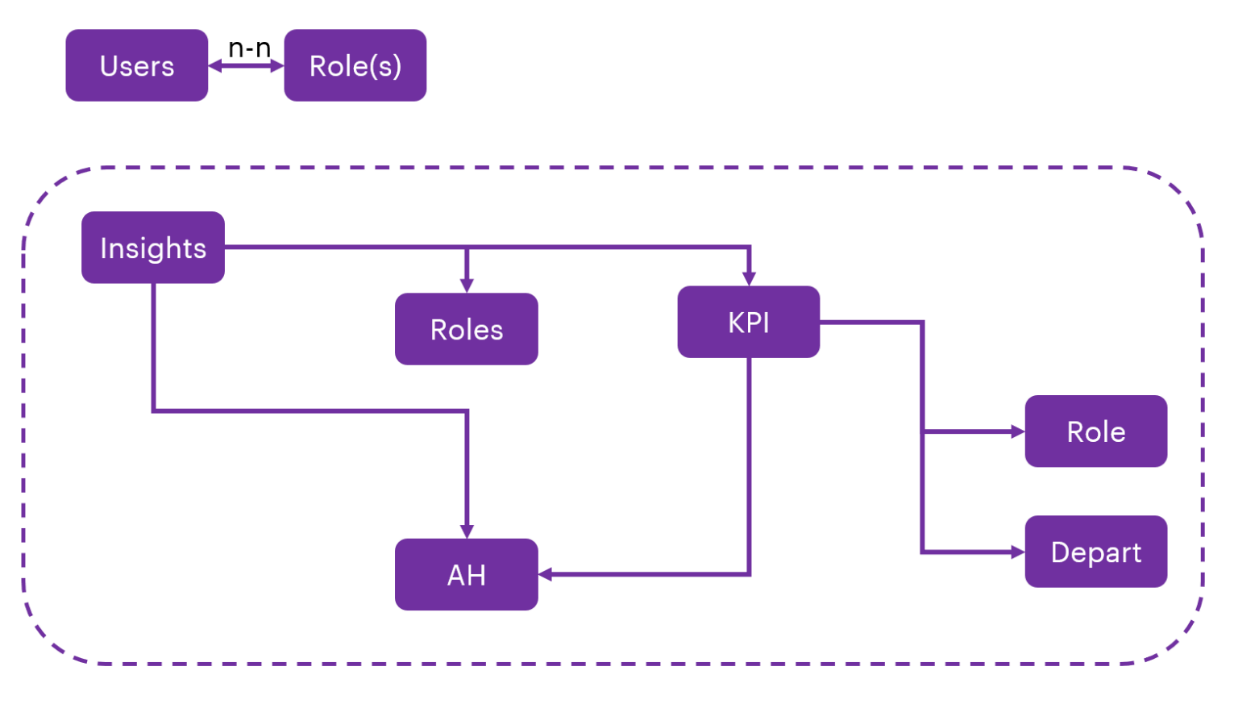 Users
n-n
Role(s)
Insights
Roles
KPI
Role
Depart
AH